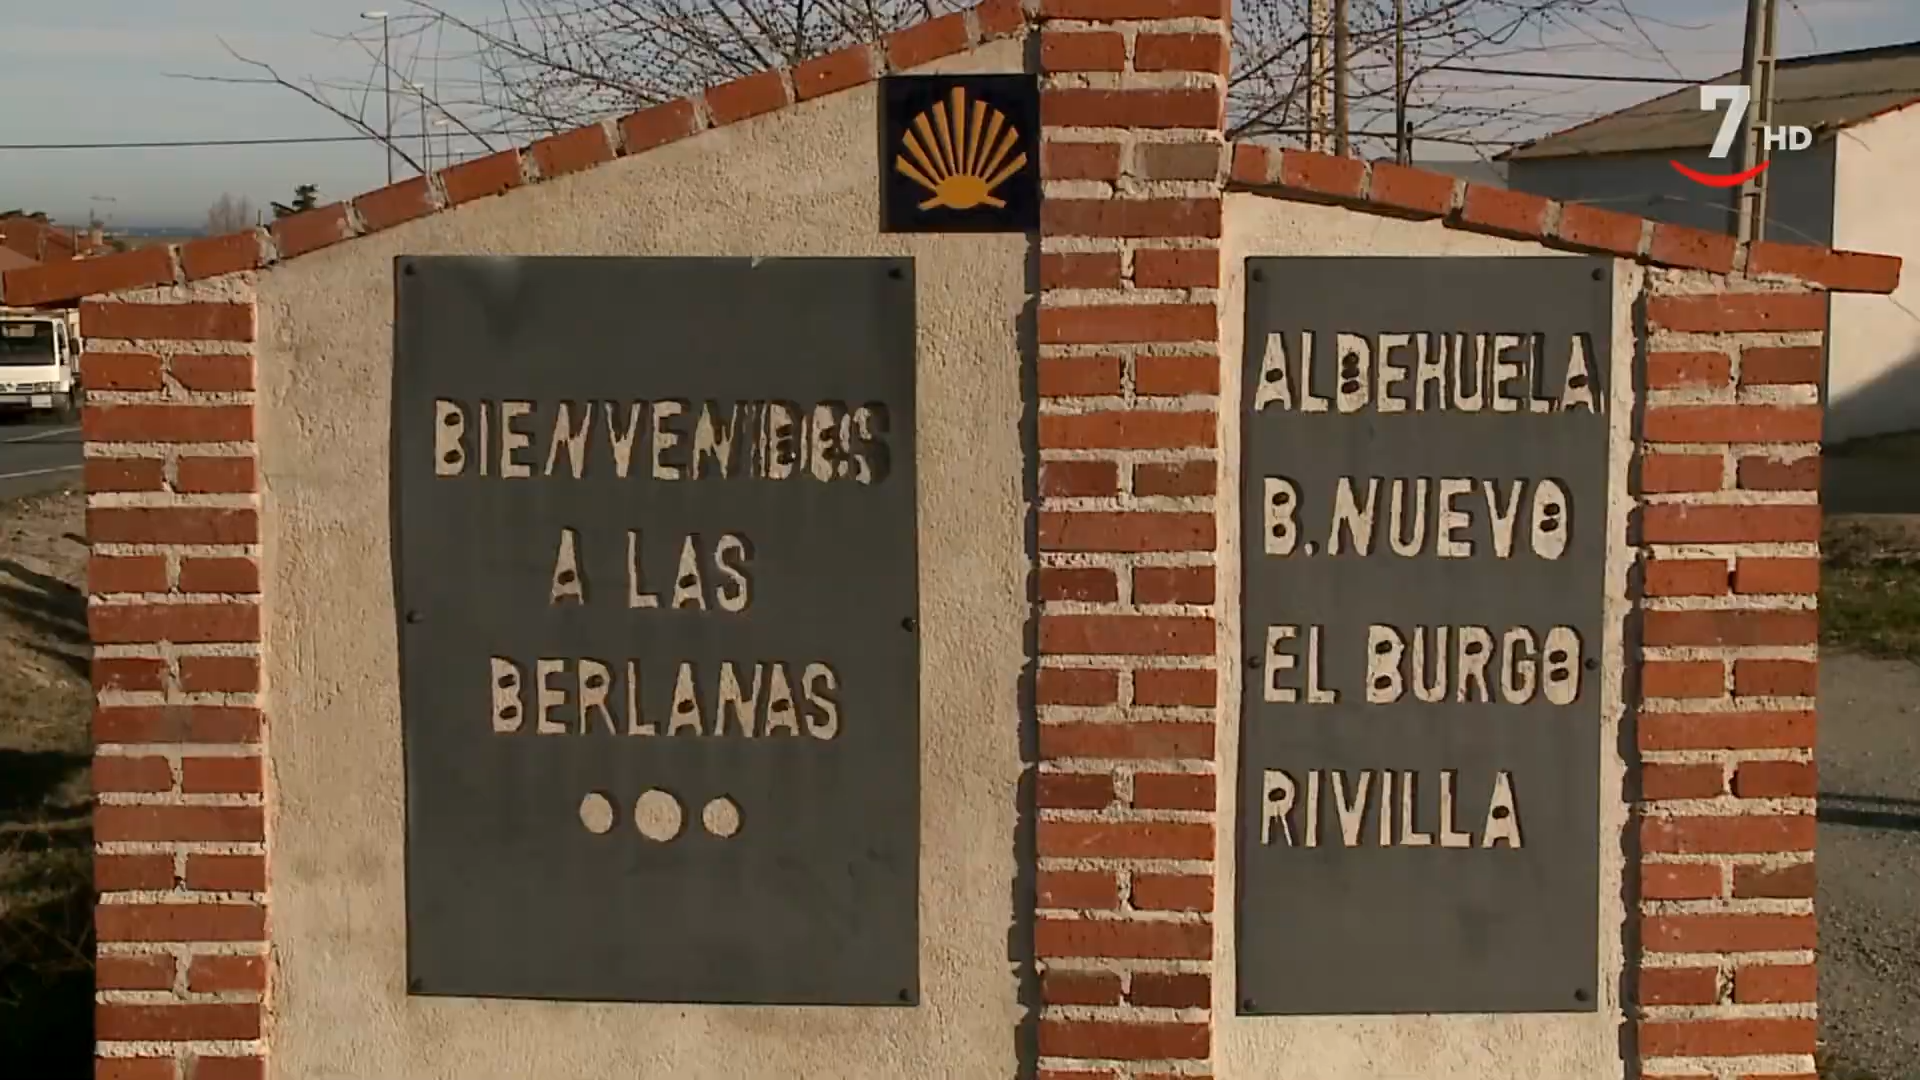 BIENVENIDOS
A LAS
BERLANAS
ALDEHUELA
B. NUEVO
EL BURGO
RIVILLA
7 HD